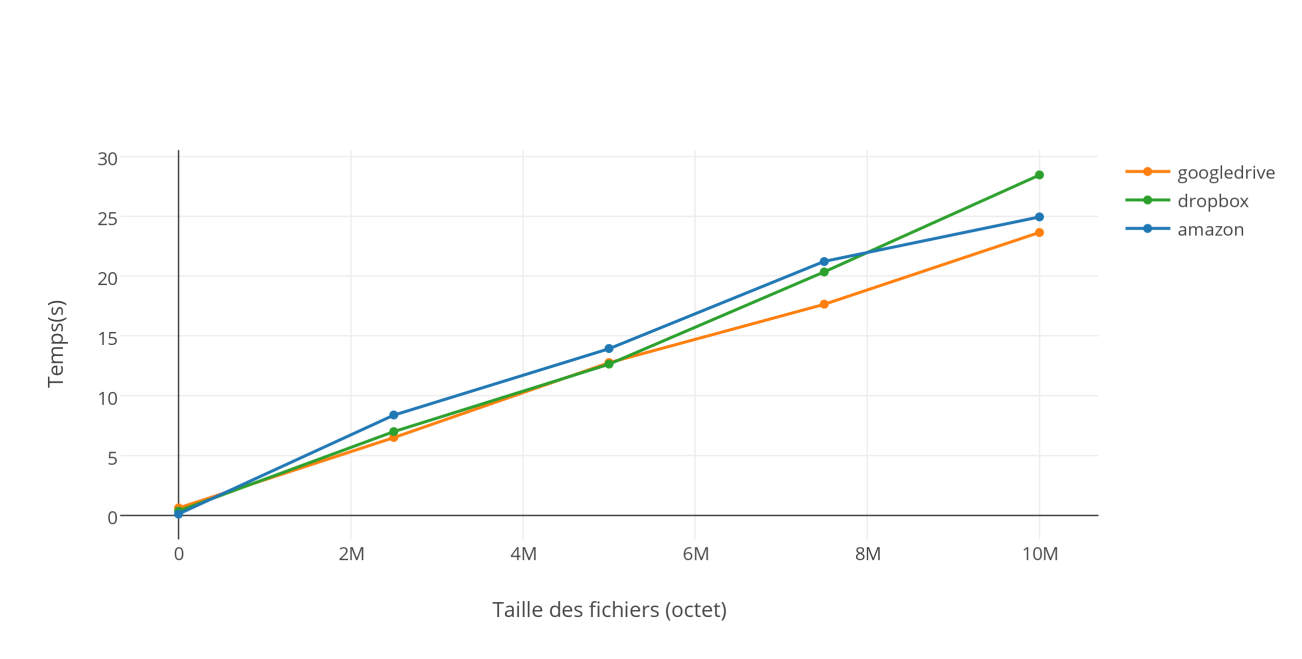 30
25
20
15
10
5
0
Temps(s)
0 2M 4M 6M 8M 10M
Taille des fichiers (octet)
googledrive
dropbox
amazon